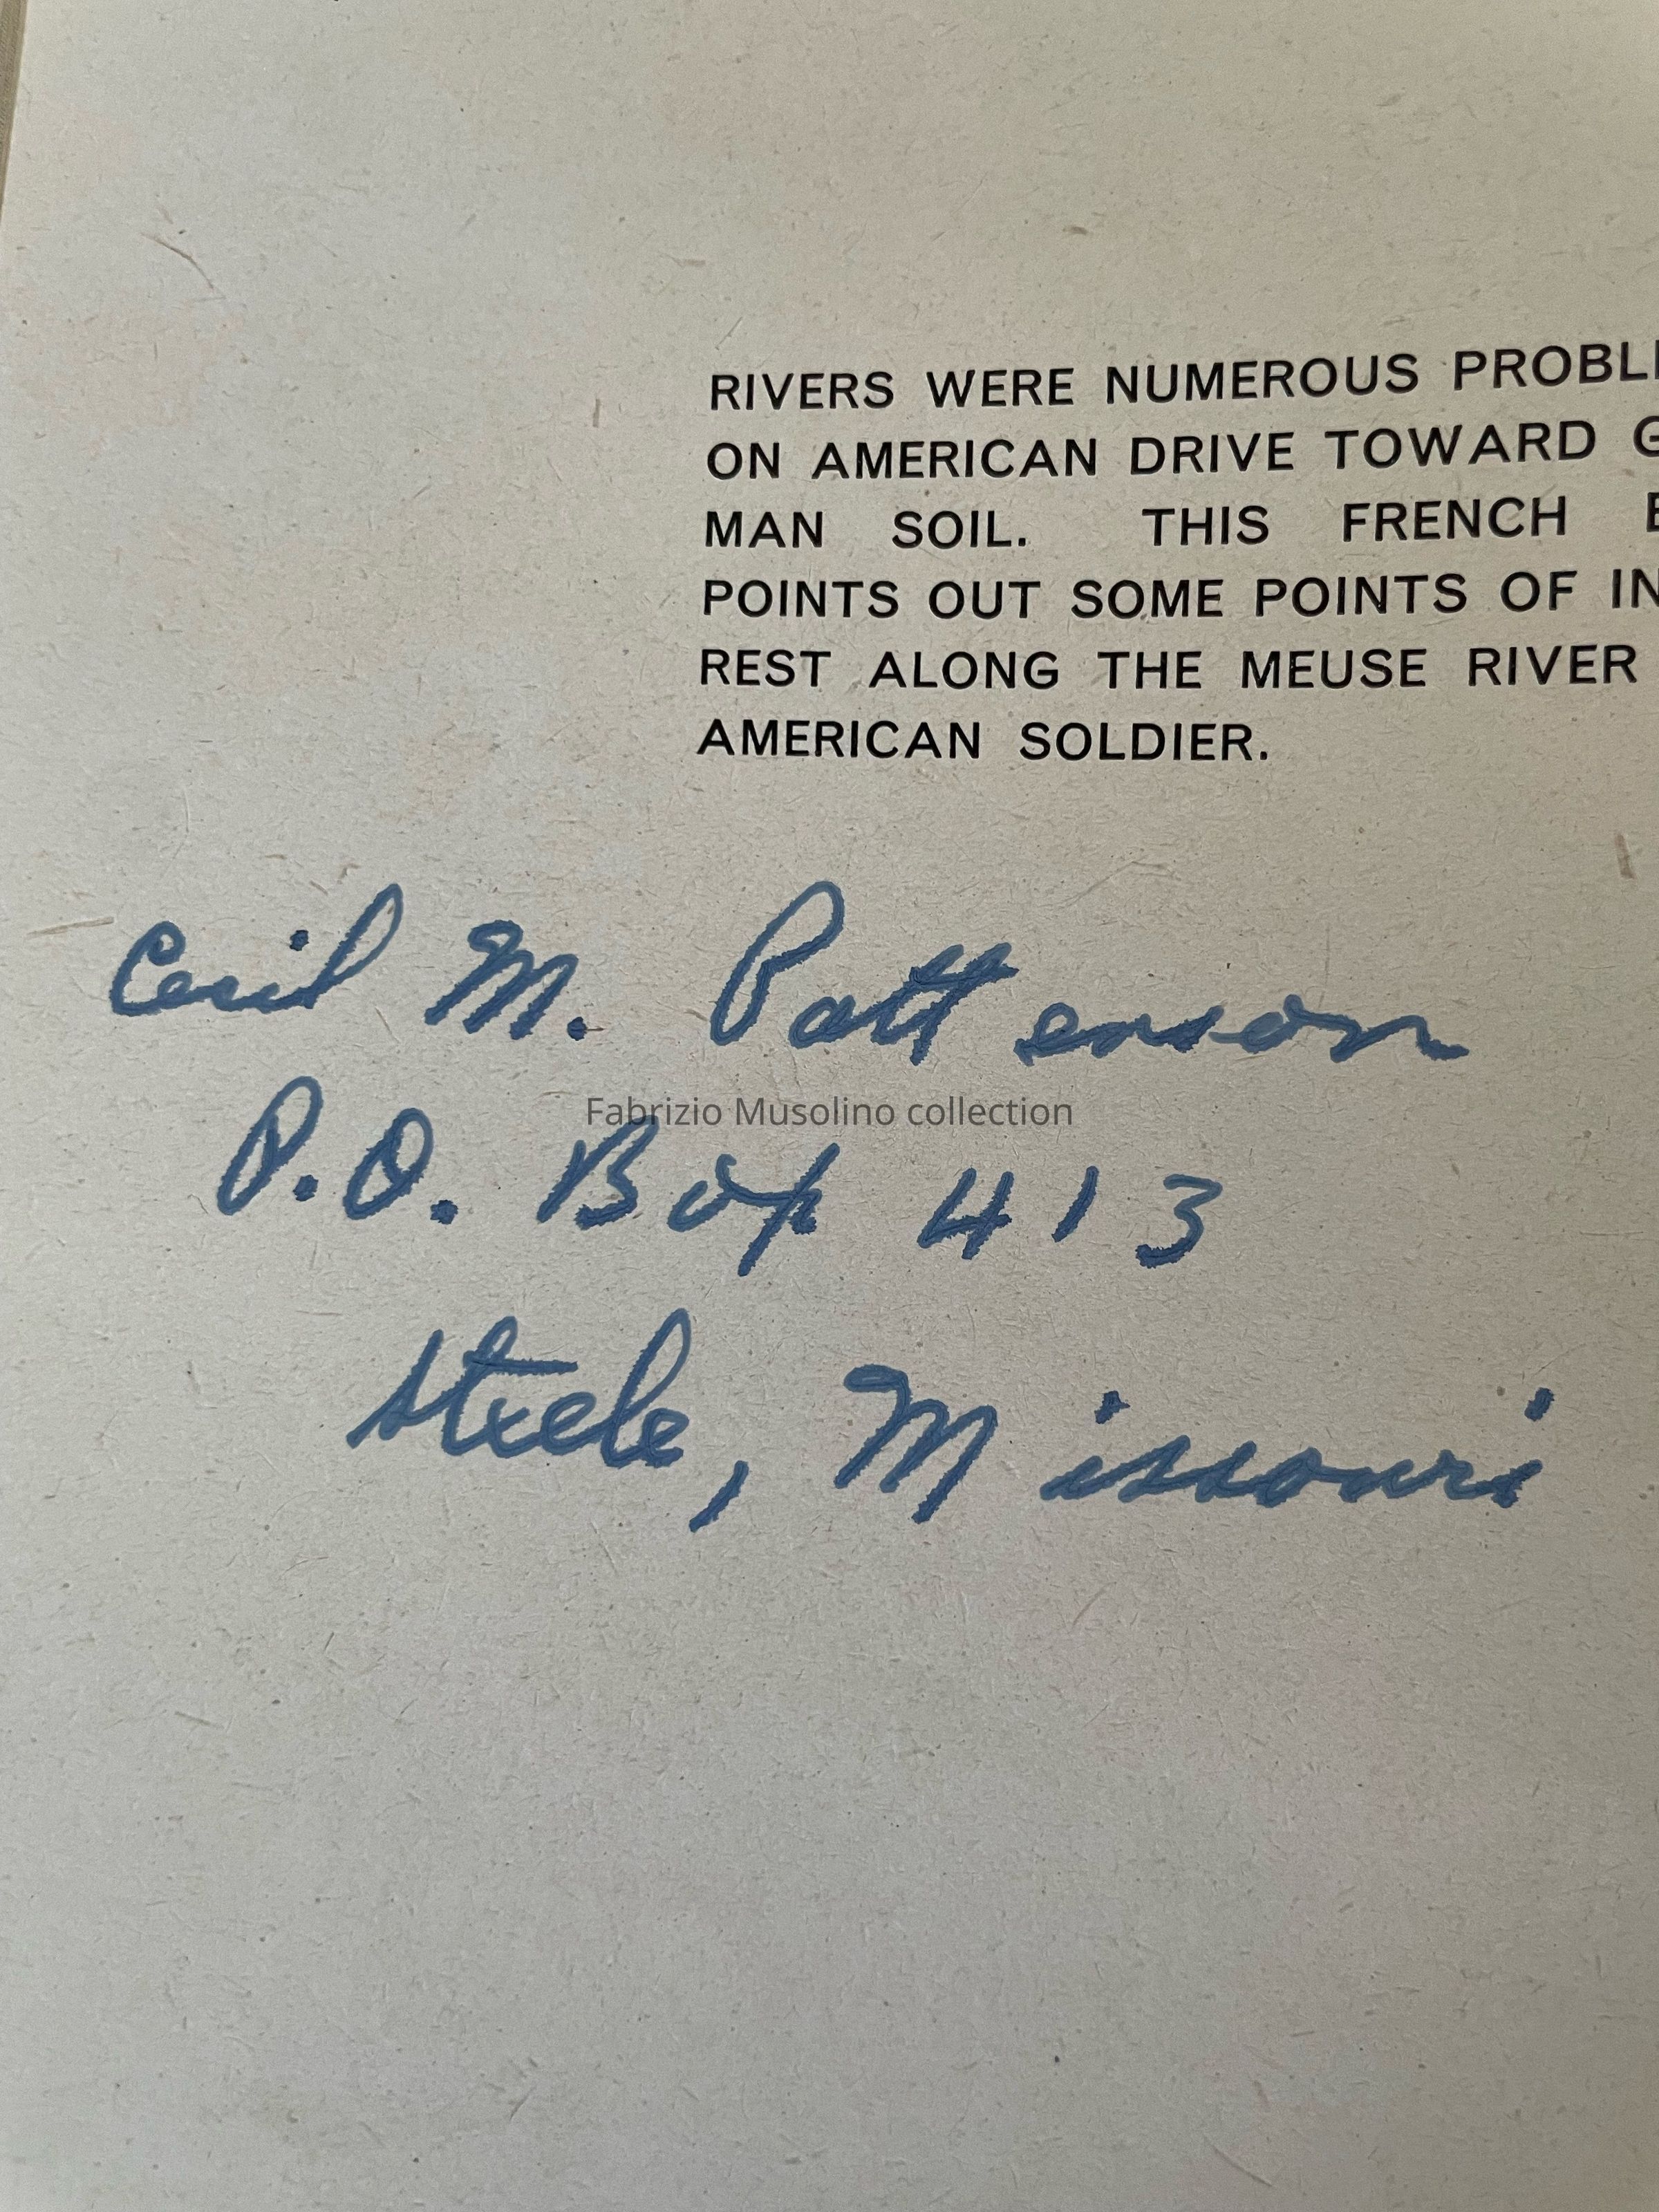 RIVERS WERE NUMEROUS PROBL
ON AMERICAN DRIVE TOWARD G
MAN SOIL. THIS FRENCH
POINTS OUT SOME POINTS OF IN
REST ALONG THE MEUSE RIVER
AMERICAN SOLDIER.
Cecil M. Patterson
Fabrizio Musolino collection
P.O. Box 413
Steele, Missouri